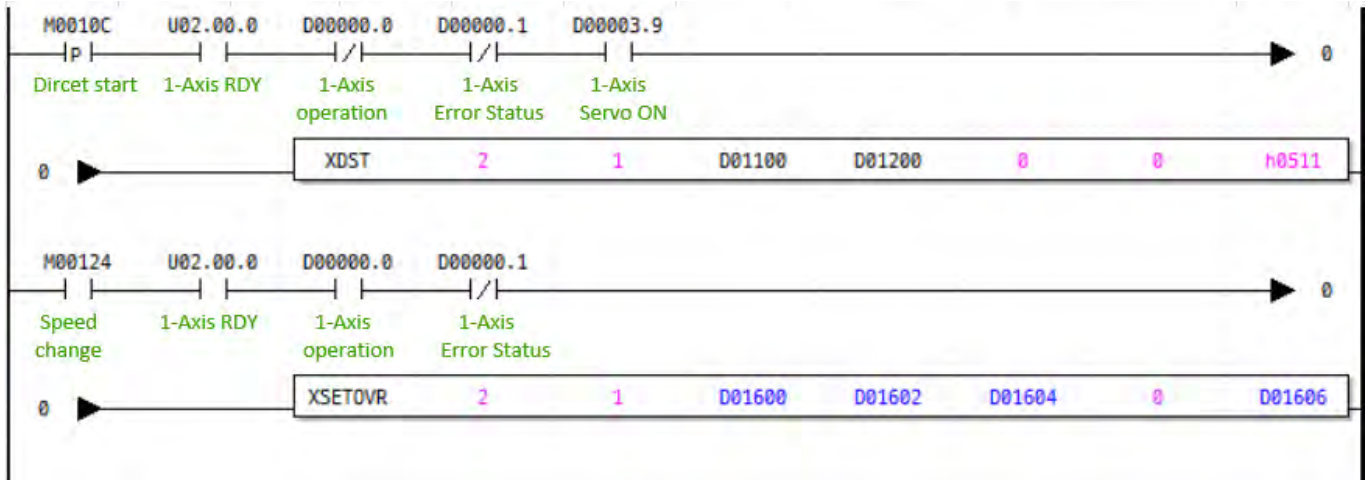 M0010C U02.00.0 D00000.0 D00000.1 D00003.9
P
0
Dircet start 1-Axis RDY 1-Axis operation 1-Axis Error Status 1-Axis Servo ON
0 XDST 2 1 D01100 D01200 0 0 h0511
M00124 U02.00.0 D00000.0 D00000.1
0
Speed change 1-Axis RDY 1-Axis operation 1-Axis Error Status
0 XSETOVR 2 1 D01600 D01602 D01604 0 D01606